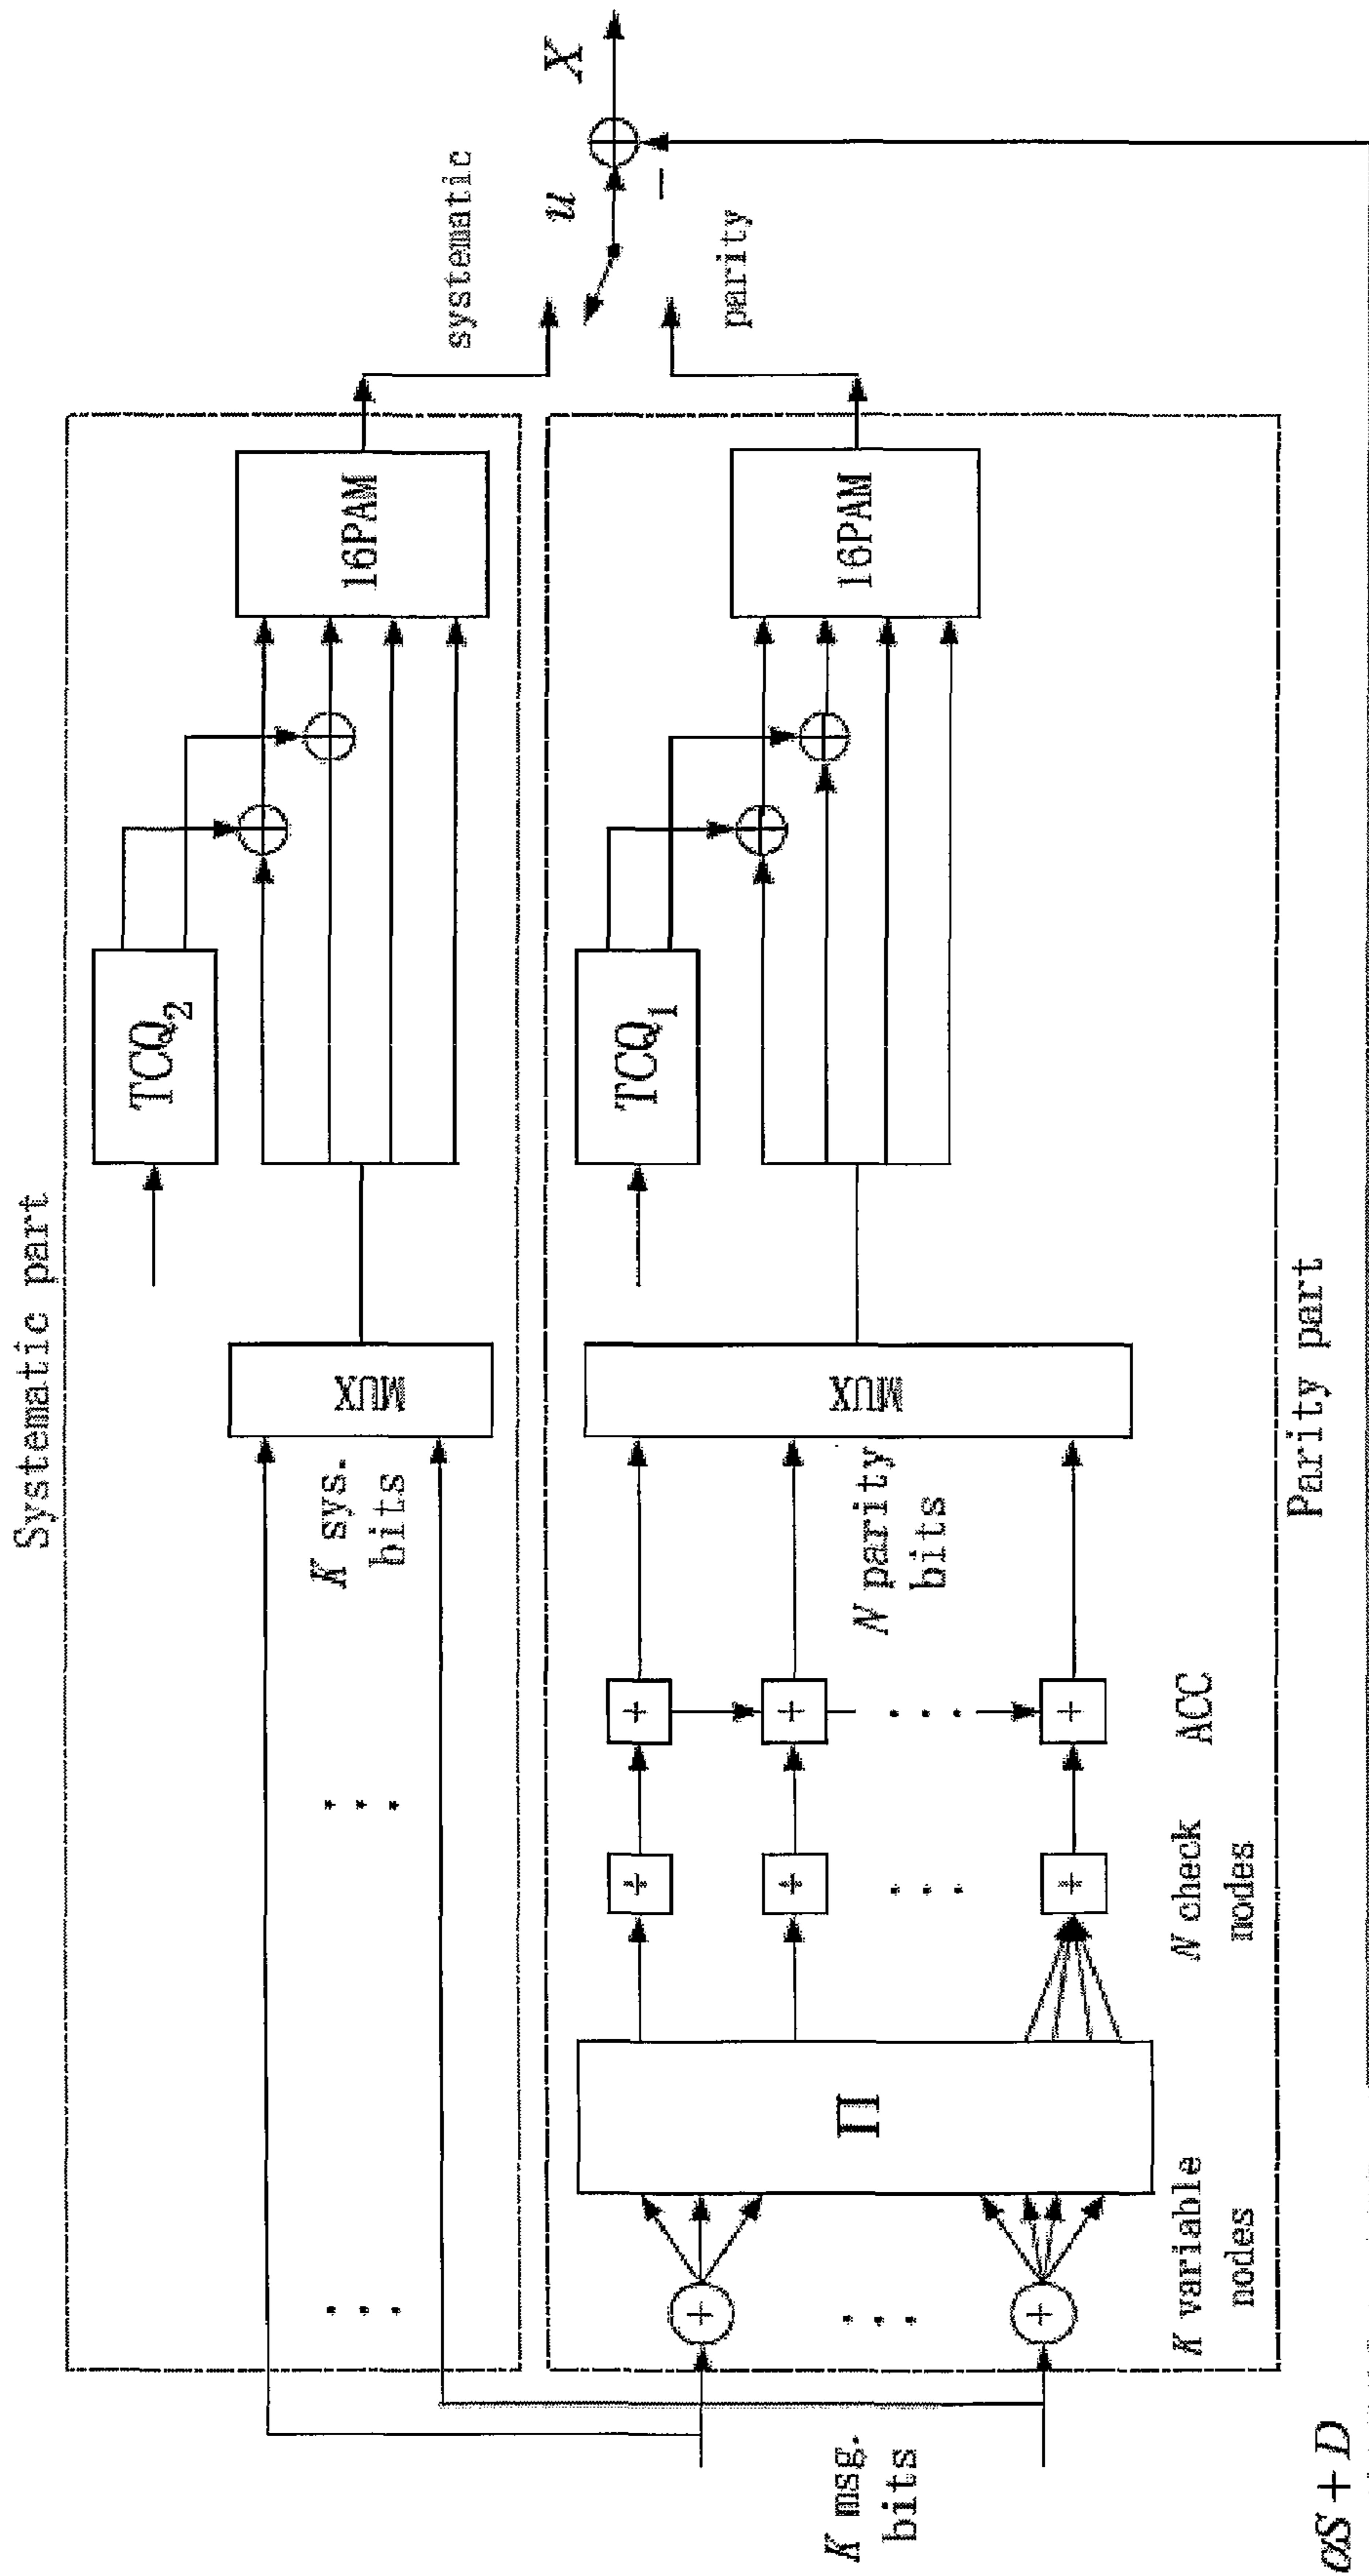 Systematic part
TCQ₂
16PAM
MUX
K sys.
bits
systematic
u
X
−
parity
TCQ₁
16PAM
MUX
N parity
bits
Π
K msg.
bits
K variable
nodes
N check
nodes
ACC
Parity part
αS + D